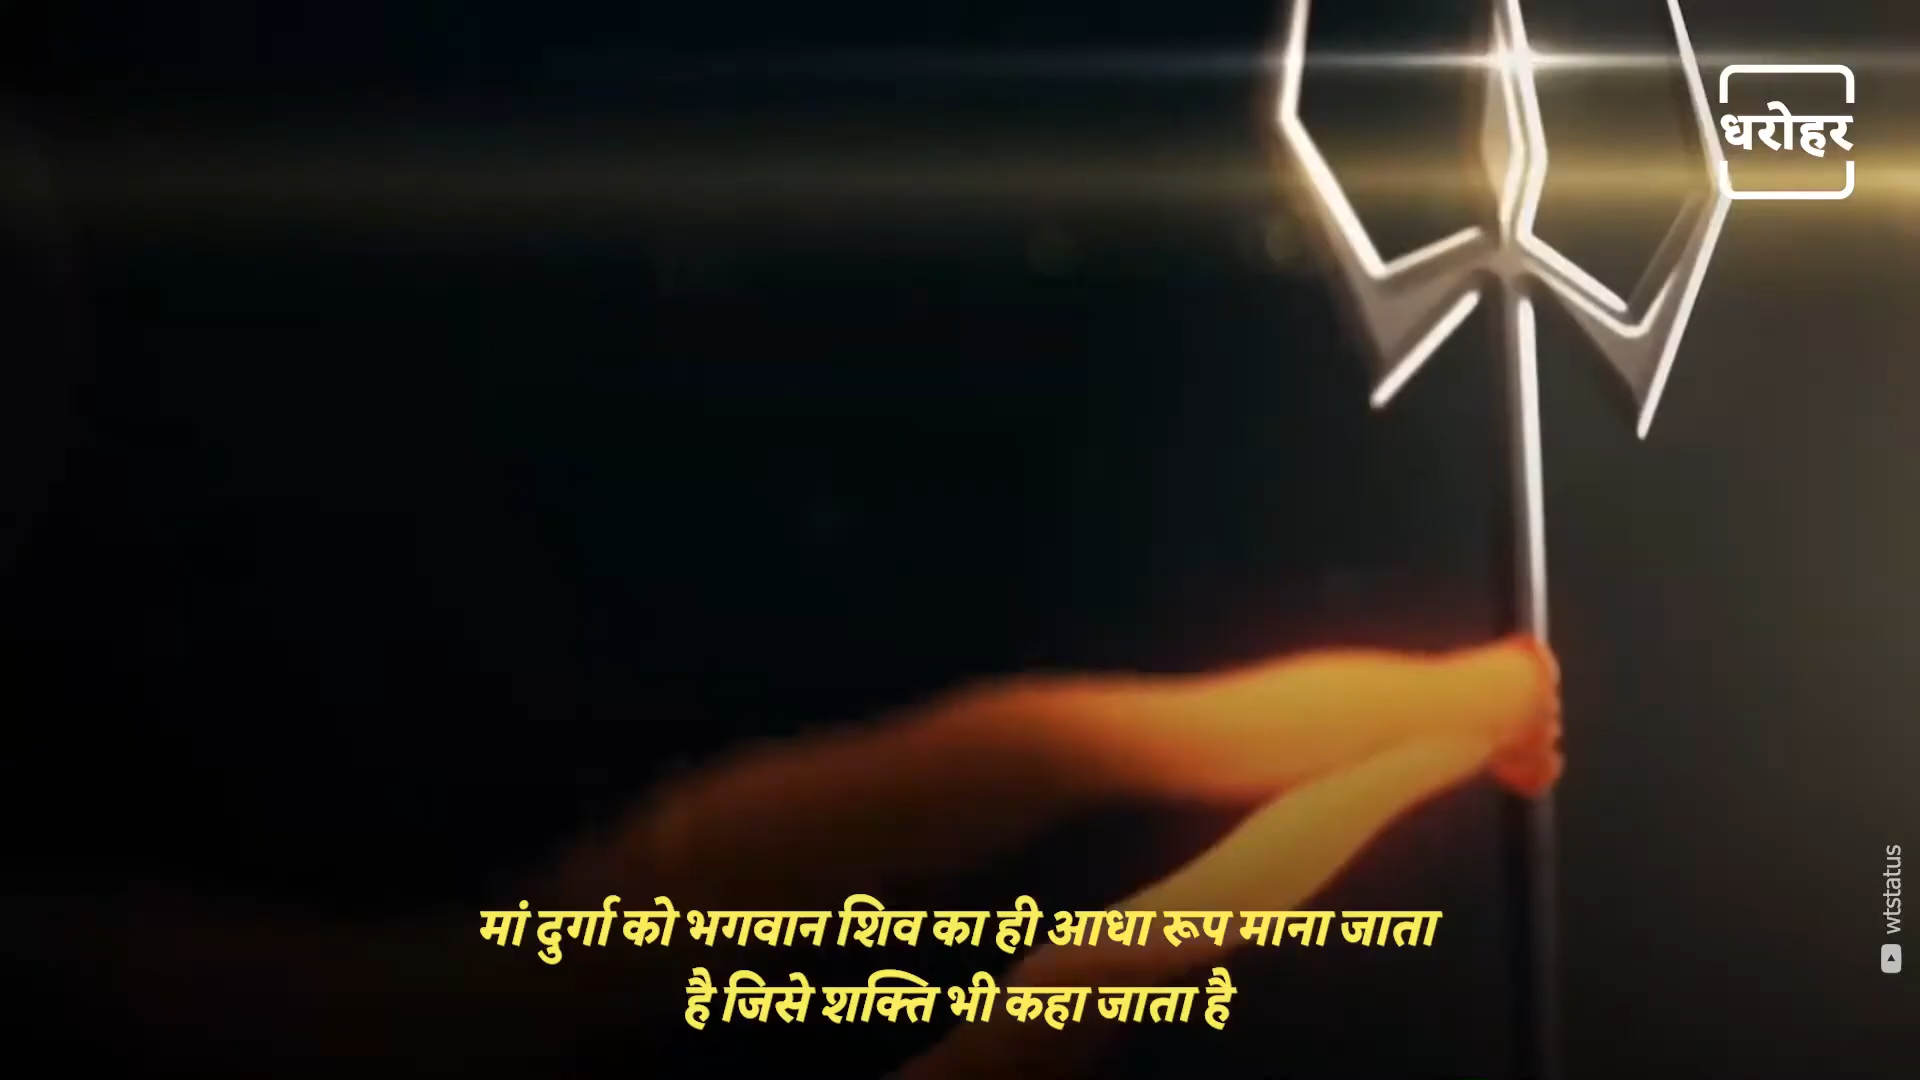 धरोहर
wtstatus
मां दुर्गा को भगवान शिव का ही आधा रूप माना जाता
है जिसे शक्ति भी कहा जाता है